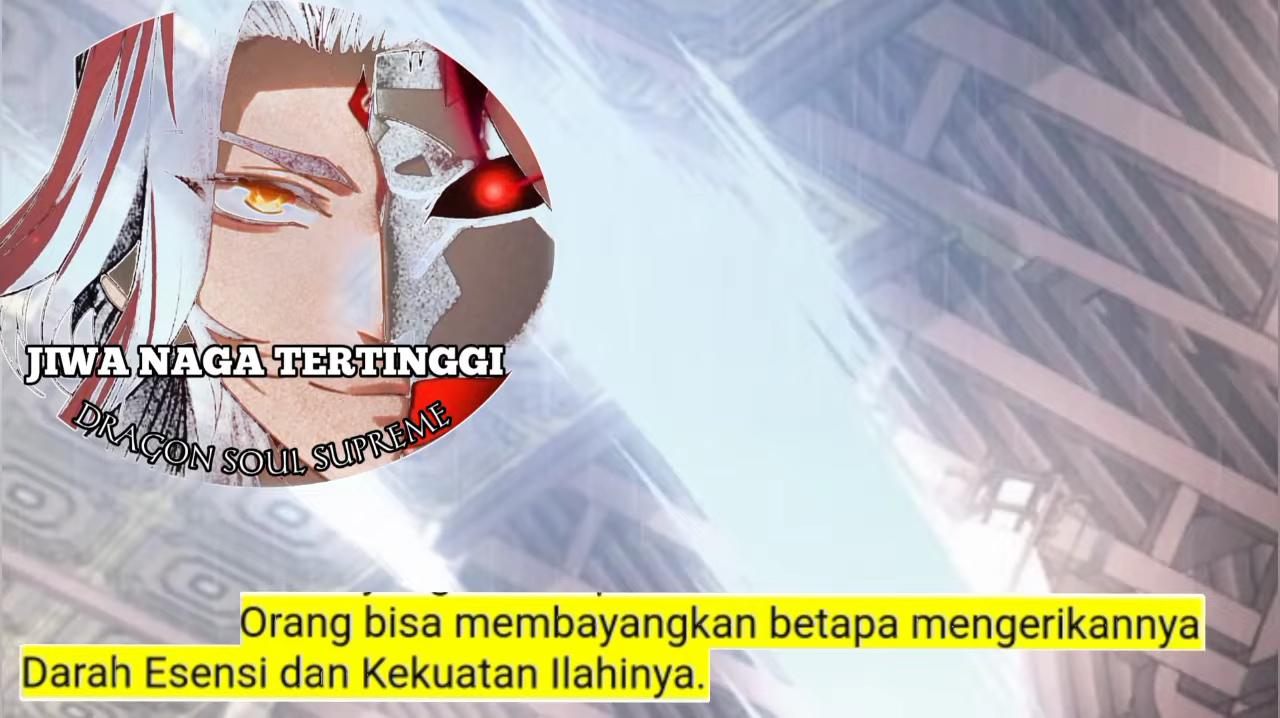 JIWA NAGA TERTINGGI
DRAGON SOUL SUPREME
Orang bisa membayangkan betapa mengerikannya
Darah Esensi dan Kekuatan Ilahinya.